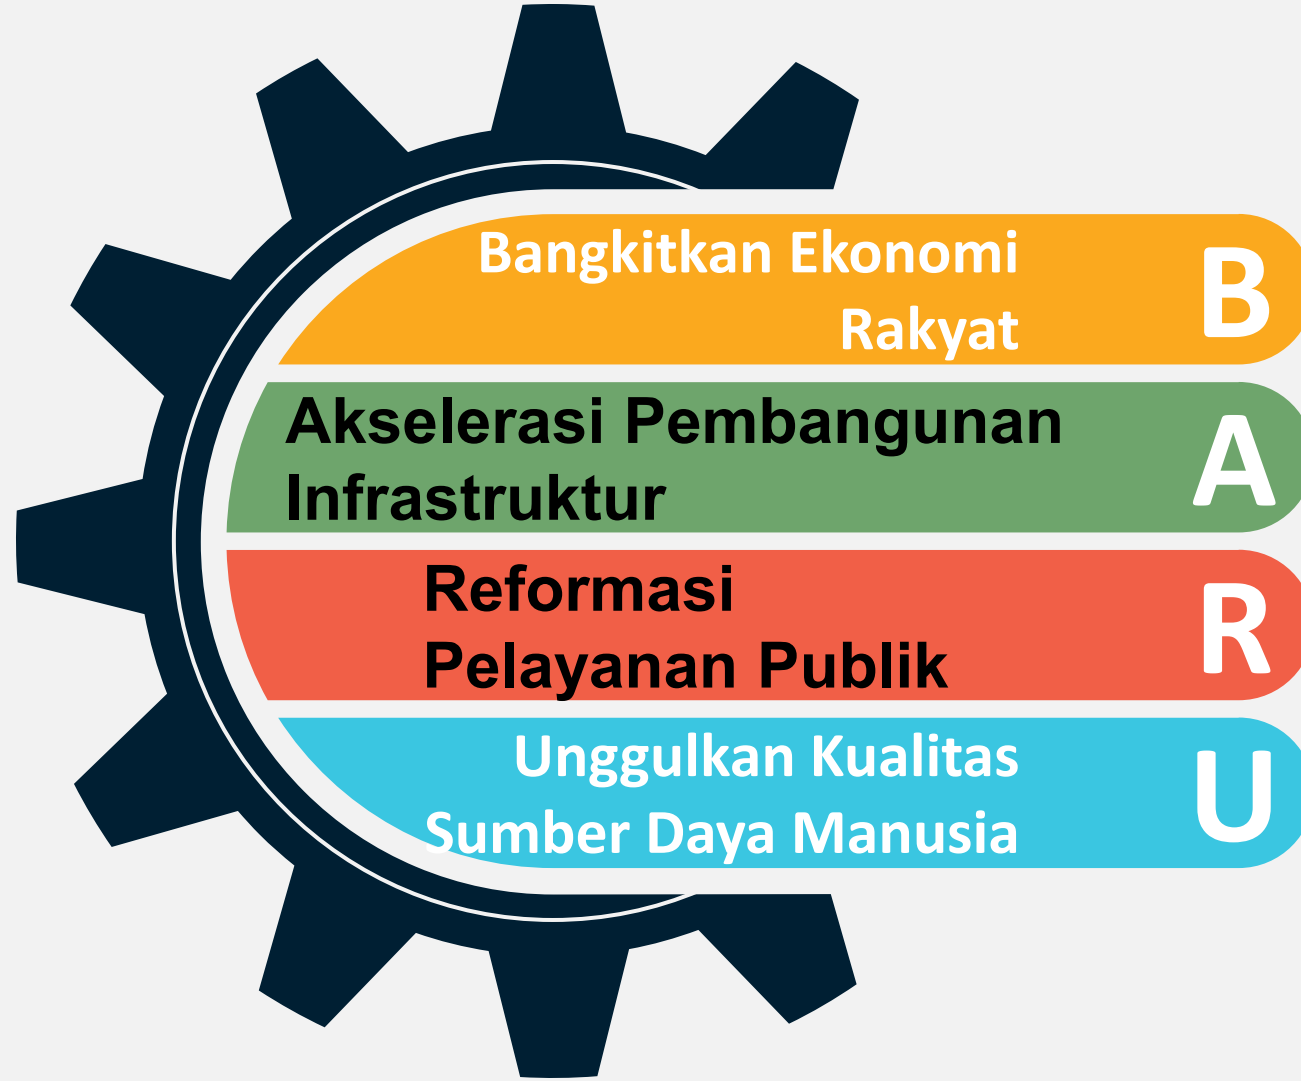 Bangkitkan Ekonomi
Rakyat
B
Akselerasi Pembangunan
Infrastruktur
A
Reformasi
Pelayanan Publik
R
Unggulkan Kualitas
Sumber Daya Manusia
U